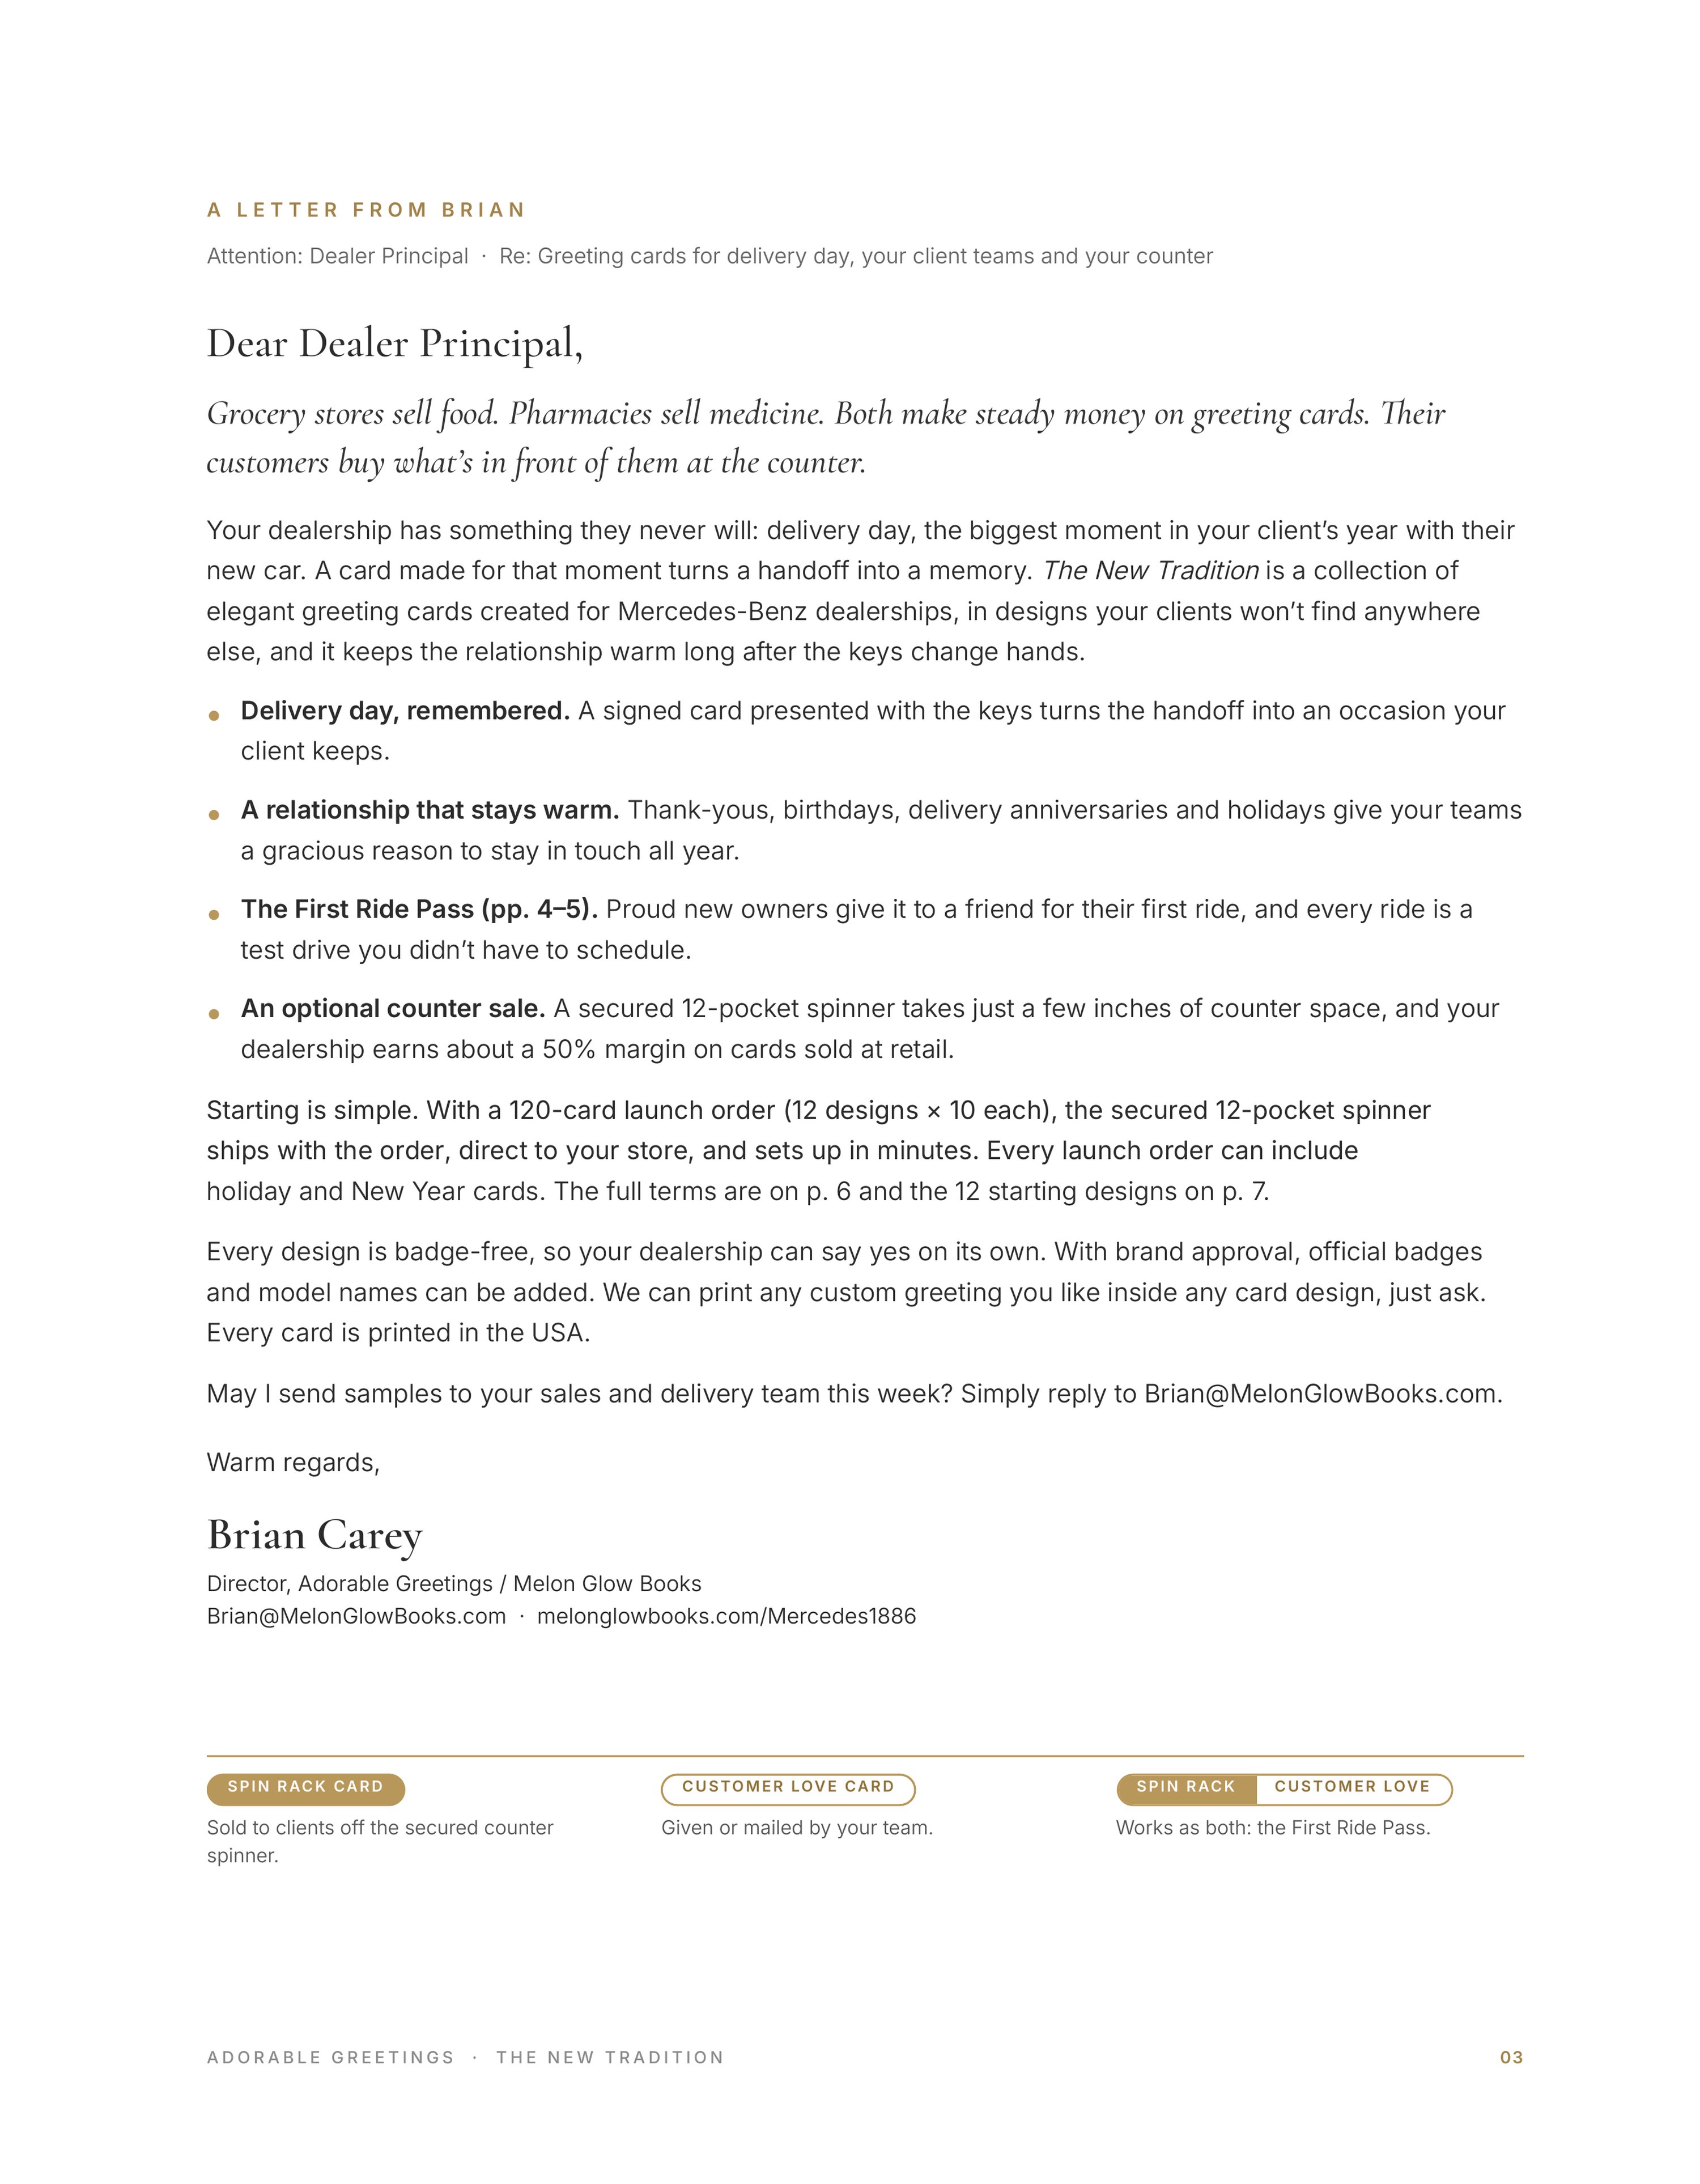 A LETTER FROM BRIAN
Attention: Dealer Principal · Re: Greeting cards for delivery day, your client teams and your counter
Dear Dealer Principal,
Grocery stores sell food. Pharmacies sell medicine. Both make steady money on greeting cards. Their
customers buy what’s in front of them at the counter.
Your dealership has something they never will: delivery day, the biggest moment in your client’s year with their
new car. A card made for that moment turns a handoff into a memory. The New Tradition is a collection of
elegant greeting cards created for Mercedes-Benz dealerships, in designs your clients won’t find anywhere
else, and it keeps the relationship warm long after the keys change hands.
• Delivery day, remembered. A signed card presented with the keys turns the handoff into an occasion your
client keeps.
• A relationship that stays warm. Thank-yous, birthdays, delivery anniversaries and holidays give your teams
a gracious reason to stay in touch all year.
• The First Ride Pass (pp. 4–5). Proud new owners give it to a friend for their first ride, and every ride is a
test drive you didn’t have to schedule.
• An optional counter sale. A secured 12-pocket spinner takes just a few inches of counter space, and your
dealership earns about a 50% margin on cards sold at retail.
Starting is simple. With a 120-card launch order (12 designs × 10 each), the secured 12-pocket spinner
ships with the order, direct to your store, and sets up in minutes. Every launch order can include
holiday and New Year cards. The full terms are on p. 6 and the 12 starting designs on p. 7.
Every design is badge-free, so your dealership can say yes on its own. With brand approval, official badges
and model names can be added. We can print any custom greeting you like inside any card design, just ask.
Every card is printed in the USA.
May I send samples to your sales and delivery team this week? Simply reply to Brian@MelonGlowBooks.com.
Warm regards,
Brian Carey
Director, Adorable Greetings / Melon Glow Books
Brian@MelonGlowBooks.com · melonglowbooks.com/Mercedes1886
SPIN RACK CARD
Sold to clients off the secured counter
spinner.
CUSTOMER LOVE CARD
Given or mailed by your team.
SPIN RACK CUSTOMER LOVE
Works as both: the First Ride Pass.
ADORABLE GREETINGS · THE NEW TRADITION
03